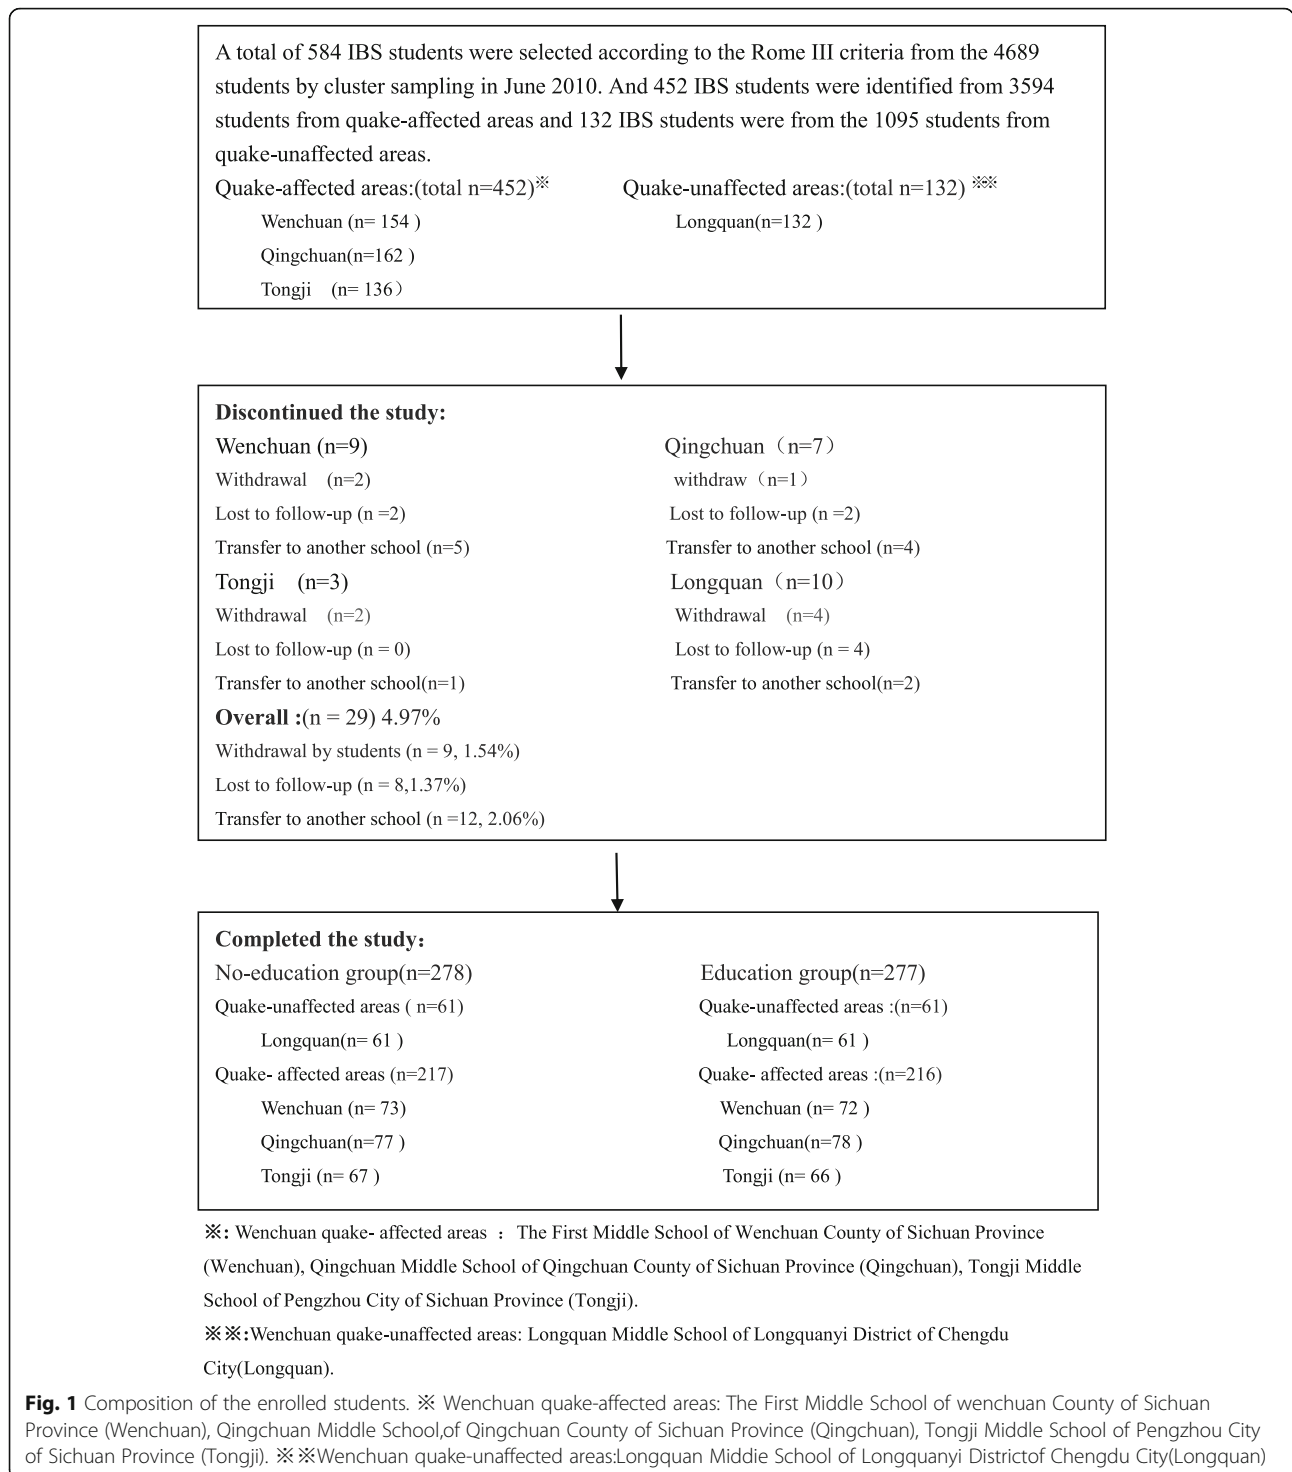 A total of 584 IBS students were selected according to the Rome III criteria from the 4689
students by cluster sampling in June 2010. And 452 IBS students were identified from 3594
students from quake-affected areas and 132 IBS students were from the 1095 students from
quake-unaffected areas.
Quake-affected areas:(total n=452)※ Quake-unaffected areas:(total n=132) ※※
Wenchuan (n= 154 ) Longquan(n=132 )
Qingchuan(n=162 )
Tongji (n= 136）
Discontinued the study:
Wenchuan (n=9) Qingchuan（n=7）
Withdrawal (n=2) withdraw（n=1）
Lost to follow-up (n =2) Lost to follow-up (n =2)
Transfer to another school (n=5) Transfer to another school (n=4)
Tongji (n=3) Longquan（n=10）
Withdrawal (n=2) Withdrawal (n=4)
Lost to follow-up (n = 0) Lost to follow-up (n = 4)
Transfer to another school(n=1) Transfer to another school(n=2)
Overall :(n = 29) 4.97%
Withdrawal by students (n = 9, 1.54%)
Lost to follow-up (n = 8,1.37%)
Transfer to another school (n =12, 2.06%)
Completed the study：
No-education group(n=278) Education group(n=277)
Quake-unaffected areas ( n=61) Quake-unaffected areas :(n=61)
Longquan(n= 61 ) Longquan(n= 61 )
Quake- affected areas (n=217) Quake- affected areas :(n=216)
Wenchuan (n= 73) Wenchuan (n= 72 )
Qingchuan(n=77 ) Qingchuan(n=78 )
Tongji (n= 67 ) Tongji (n= 66 )
※: Wenchuan quake- affected areas ：The First Middle School of Wenchuan County of Sichuan Province
(Wenchuan), Qingchuan Middle School of Qingchuan County of Sichuan Province (Qingchuan), Tongji Middle
School of Pengzhou City of Sichuan Province (Tongji).
※※:Wenchuan quake-unaffected areas: Longquan Middle School of Longquanyi District of Chengdu
City(Longquan).
Fig. 1 Composition of the enrolled students. ※ Wenchuan quake-affected areas: The First Middle School of wenchuan County of Sichuan
Province (Wenchuan), Qingchuan Middle School,of Qingchuan County of Sichuan Province (Qingchuan), Tongji Middle School of Pengzhou City
of Sichuan Province (Tongji). ※※Wenchuan quake-unaffected areas:Longquan Middie School of Longquanyi Districtof Chengdu City(Longquan)